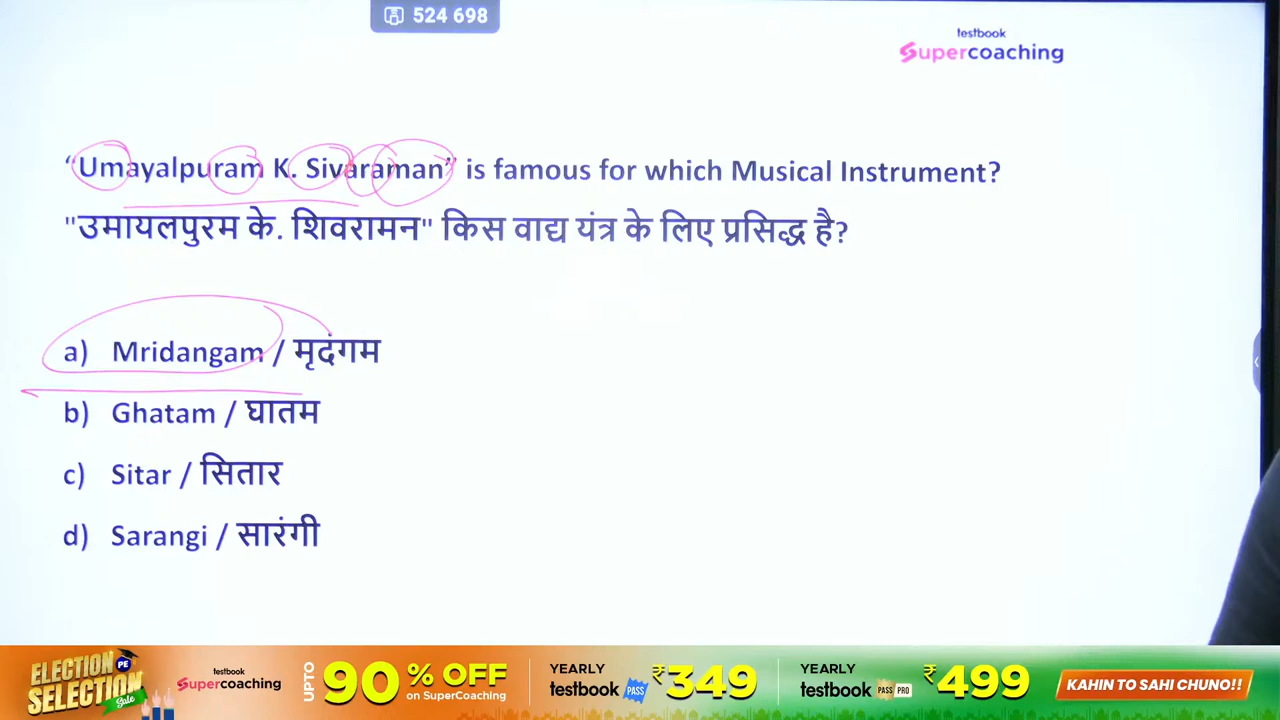 524 698
testbook
Supercoaching
“Umayalpuram K. Sivaraman” is famous for which Musical Instrument?
"उमायलपुरम के. शिवरामन" किस वाद्य यंत्र के लिए प्रसिद्ध है?
a) Mridangam / मृदंगम
b) Ghatam / घातम
c) Sitar / सितार
d) Sarangi / सारंगी
ELECTION PE SELECTION Sale
testbook Supercoaching
UPTO 90% OFF on SuperCoaching
YEARLY testbook PASS ₹349
YEARLY testbook PASS PRO ₹499
KAHIN TO SAHI CHUNO!!